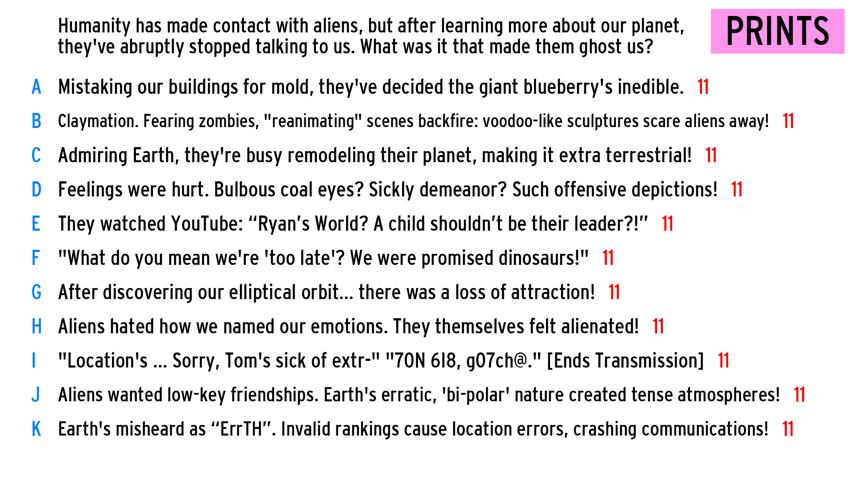 Humanity has made contact with aliens, but after learning more about our planet,
they've abruptly stopped talking to us. What was it that made them ghost us?
PRINTS
A Mistaking our buildings for mold, they've decided the giant blueberry's inedible. 11
B Claymation. Fearing zombies, "reanimating" scenes backfire: voodoo-like sculptures scare aliens away! 11
C Admiring Earth, they're busy remodeling their planet, making it extra terrestrial! 11
D Feelings were hurt. Bulbous coal eyes? Sickly demeanor? Such offensive depictions! 11
E They watched YouTube: “Ryan’s World? A child shouldn’t be their leader?!” 11
F "What do you mean we're 'too late'? We were promised dinosaurs!" 11
G After discovering our elliptical orbit... there was a loss of attraction! 11
H Aliens hated how we named our emotions. They themselves felt alienated! 11
I "Location's ... Sorry, Tom's sick of extr-" "70N 6l8, g07ch@." [Ends Transmission] 11
J Aliens wanted low-key friendships. Earth's erratic, 'bi-polar' nature created tense atmospheres! 11
K Earth's misheard as “ErrTH”. Invalid rankings cause location errors, crashing communications! 11